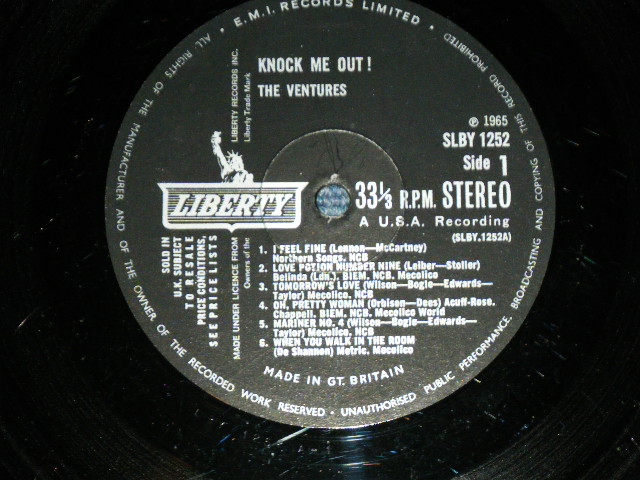 E.M.I. RECORDS LIMITED •
ALL RIGHTS OF THE MANUFACTURER AND OF THE OWNER OF THE RECORDED WORK RESERVED • UNAUTHORISED PUBLIC PERFORMANCE, BROADCASTING AND COPYING OF THIS RECORD PROHIBITED
KNOCK ME OUT!
THE VENTURES
LIBERTY RECORDS INC.
Liberty Trade Mark
℗ 1965
SLBY 1252
Side 1
LIBERTY
33⅓ R.P.M. STEREO
A U.S.A. Recording
(SLBY.1252A)
SOLD IN
U.K. SUBJECT
TO RESALE
PRICE CONDITIONS,
SEE PRICE LISTS
MADE UNDER LICENCE FROM
Owners of the
1. I FEEL FINE (Lennon—McCartney)
Northern Songs, NCB
2. LOVE POTION NUMBER NINE (Leiber—Stoller)
Belinda (Ldn.), BIEM, NCB, Mecolico
3. TOMORROW'S LOVE (Wilson—Bogle—Edwards—
Taylor) Mecolico, NCB
4. OH, PRETTY WOMAN (Orbison—Dees) Acuff-Rose,
Chappell, BIEM, NCB, Mecolico World
5. MARINER NO. 4 (Wilson—Bogle—Edwards—
Taylor) Mecolico, NCB
6. WHEN YOU WALK IN THE ROOM
(De Shannon) Metric, Mecolico
MADE IN GT. BRITAIN